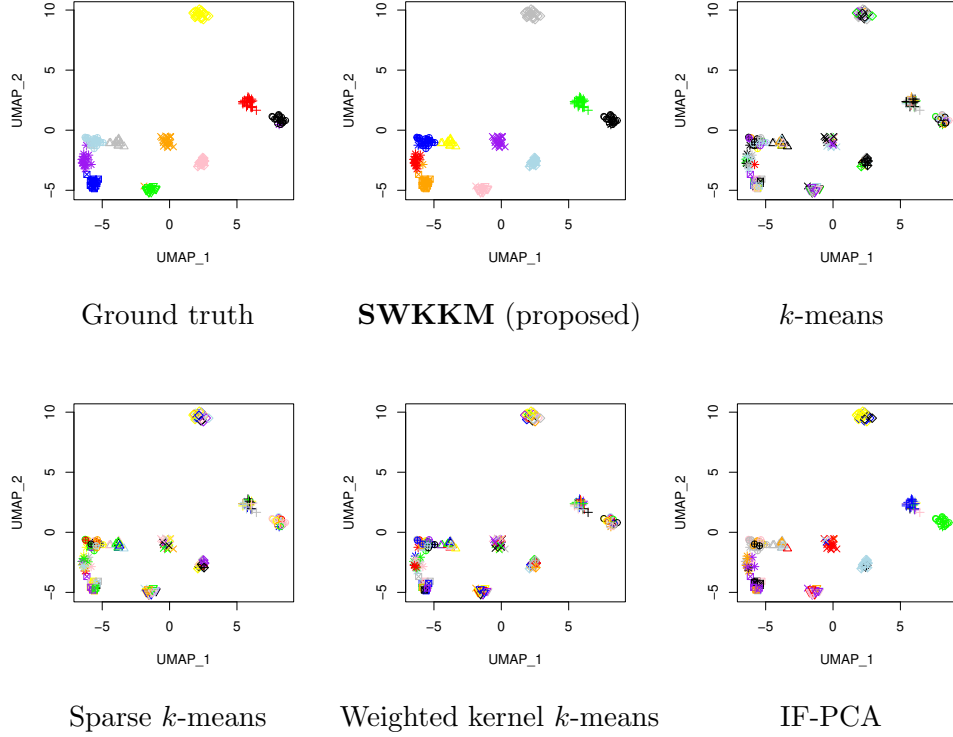 10
5
0
−5
UMAP_2
−5 0 5
UMAP_1
Ground truth
10
5
0
−5
UMAP_2
−5 0 5
UMAP_1
SWKKM (proposed)
10
5
0
−5
UMAP_2
−5 0 5
UMAP_1
k-means
10
5
0
−5
UMAP_2
−5 0 5
UMAP_1
Sparse k-means
10
5
0
−5
UMAP_2
−5 0 5
UMAP_1
Weighted kernel k-means
10
5
0
−5
UMAP_2
−5 0 5
UMAP_1
IF-PCA